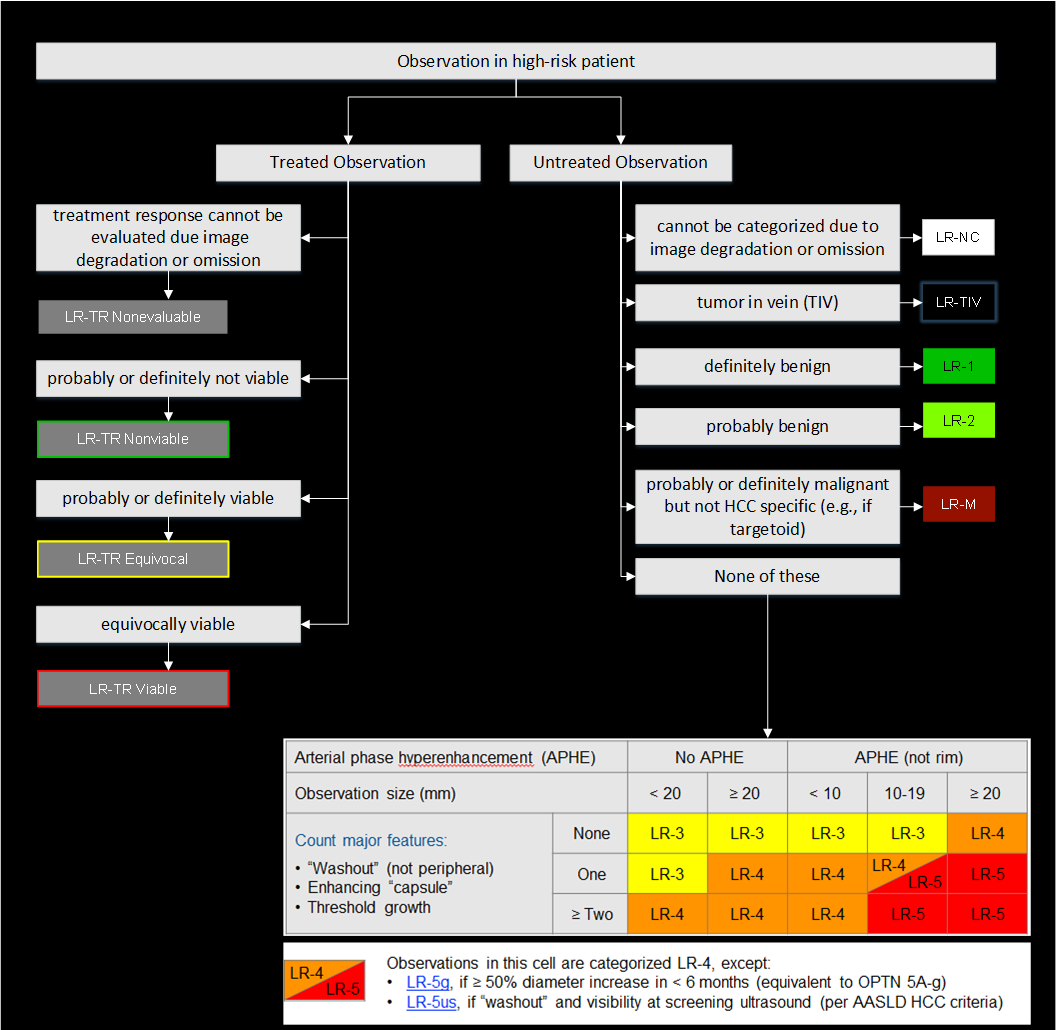 Observation in high-risk patient
Treated Observation
Untreated Observation
treatment response cannot be
evaluated due image
degradation or omission
LR-TR Nonevaluable
probably or definitely not viable
LR-TR Nonviable
probably or definitely viable
LR-TR Equivocal
equivocally viable
LR-TR Viable
cannot be categorized due to
image degradation or omission
LR-NC
tumor in vein (TIV)
LR-TIV
definitely benign
LR-1
probably benign
LR-2
probably or definitely malignant
but not HCC specific (e.g., if
targetoid)
LR-M
None of these
Arterial phase hyperenhancement (APHE) No APHE APHE (not rim)
Observation size (mm) < 20 ≥ 20 < 10 10-19 ≥ 20
Count major features:
• “Washout” (not peripheral)
• Enhancing “capsule”
• Threshold growth
None LR-3 LR-3 LR-3 LR-3 LR-4
One LR-3 LR-4 LR-4 LR-4 LR-5 LR-5
≥ Two LR-4 LR-4 LR-4 LR-5 LR-5
LR-4
LR-5
Observations in this cell are categorized LR-4, except:
• LR-5g, if ≥ 50% diameter increase in < 6 months (equivalent to OPTN 5A-g)
• LR-5us, if “washout” and visibility at screening ultrasound (per AASLD HCC criteria)